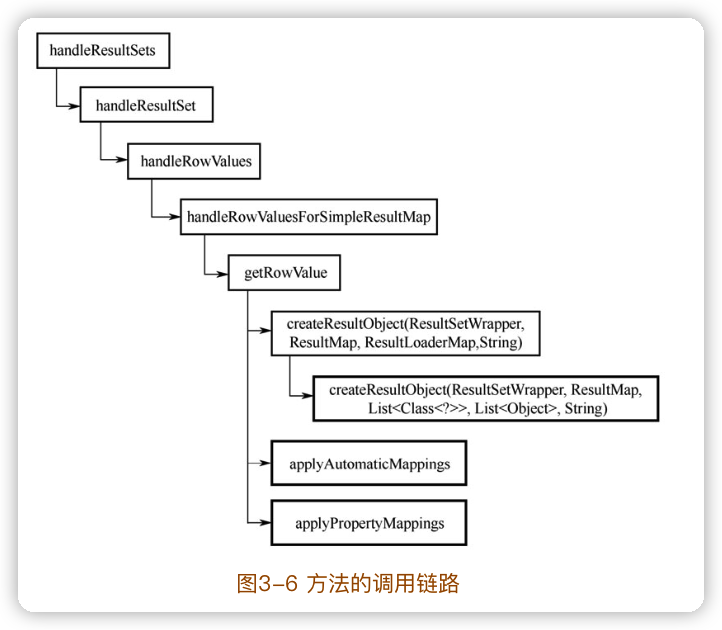 handleResultSets
handleResultSet
handleRowValues
handleRowValuesForSimpleResultMap
getRowValue
createResultObject(ResultSetWrapper,
ResultMap, ResultLoaderMap,String)
createResultObject(ResultSetWrapper, ResultMap,
List<Class<?>>, List<Object>, String)
applyAutomaticMappings
applyPropertyMappings
图3-6 方法的调用链路